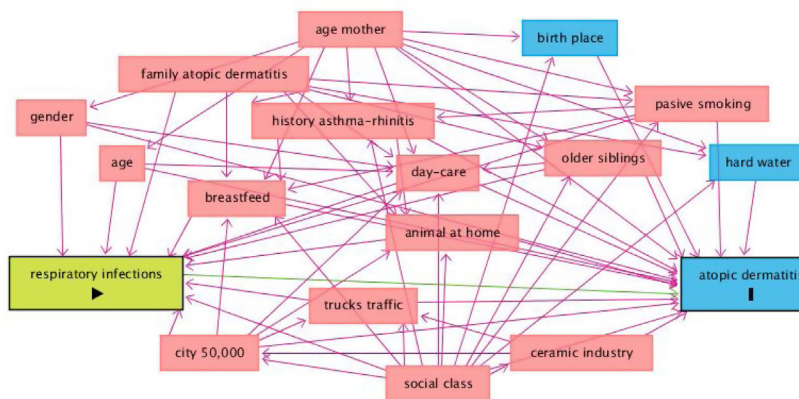 age mother
birth place
family atopic dermatitis
pasive smoking
gender
history asthma-rhinitis
age
older siblings
hard water
day-care
breastfeed
animal at home
respiratory infections
atopic dermatiti
trucks traffic
city 50,000
ceramic industry
social class